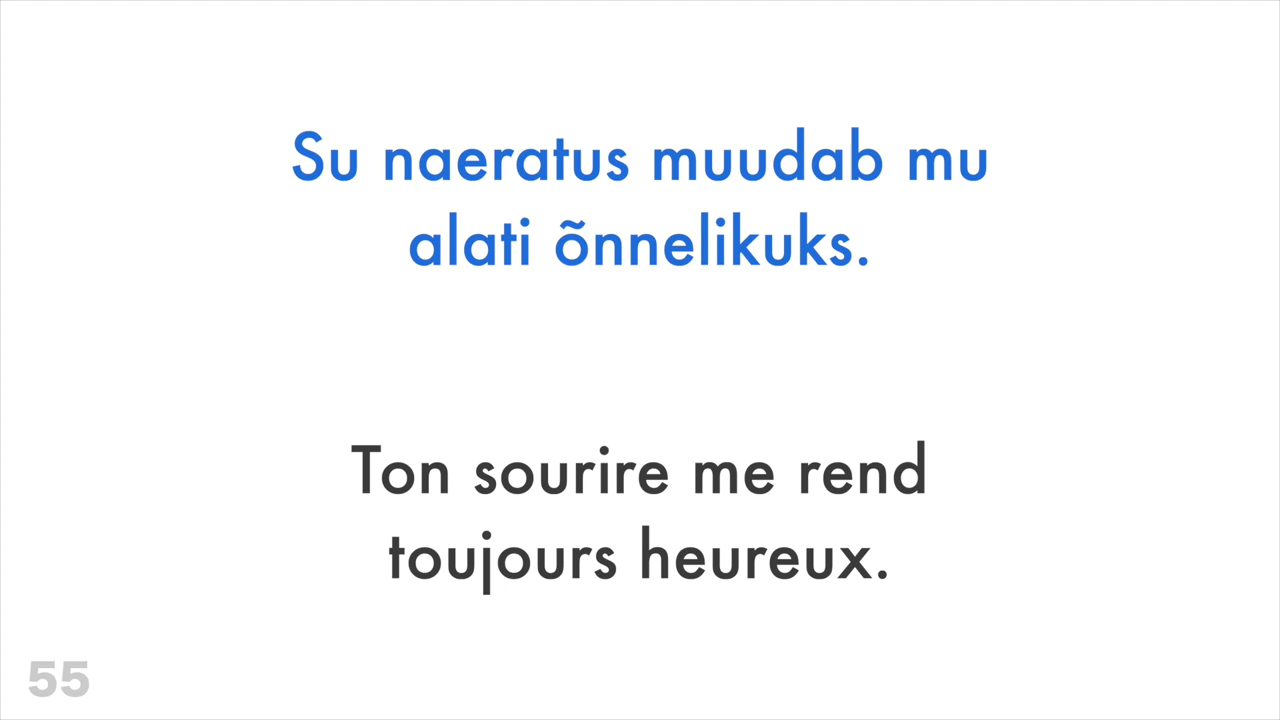 Su naeratus muudab mu
alati õnnelikuks.
Ton sourire me rend
toujours heureux.
55